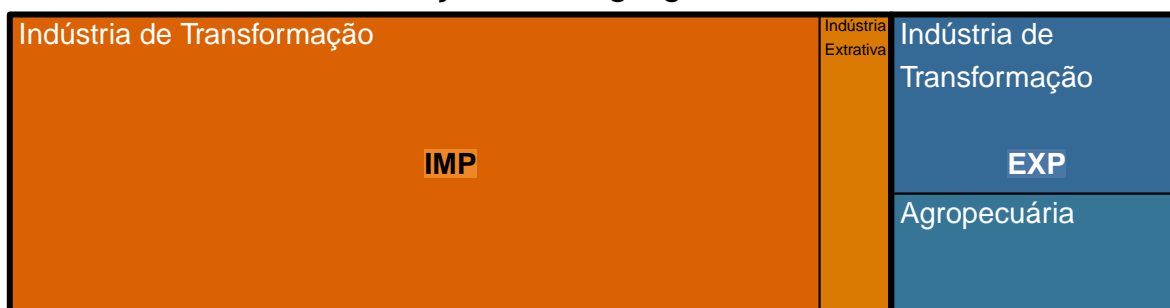 Indústria de Transformação
Indústria
Extrativa
IMP
Indústria de
Transformação
EXP
Agropecuária